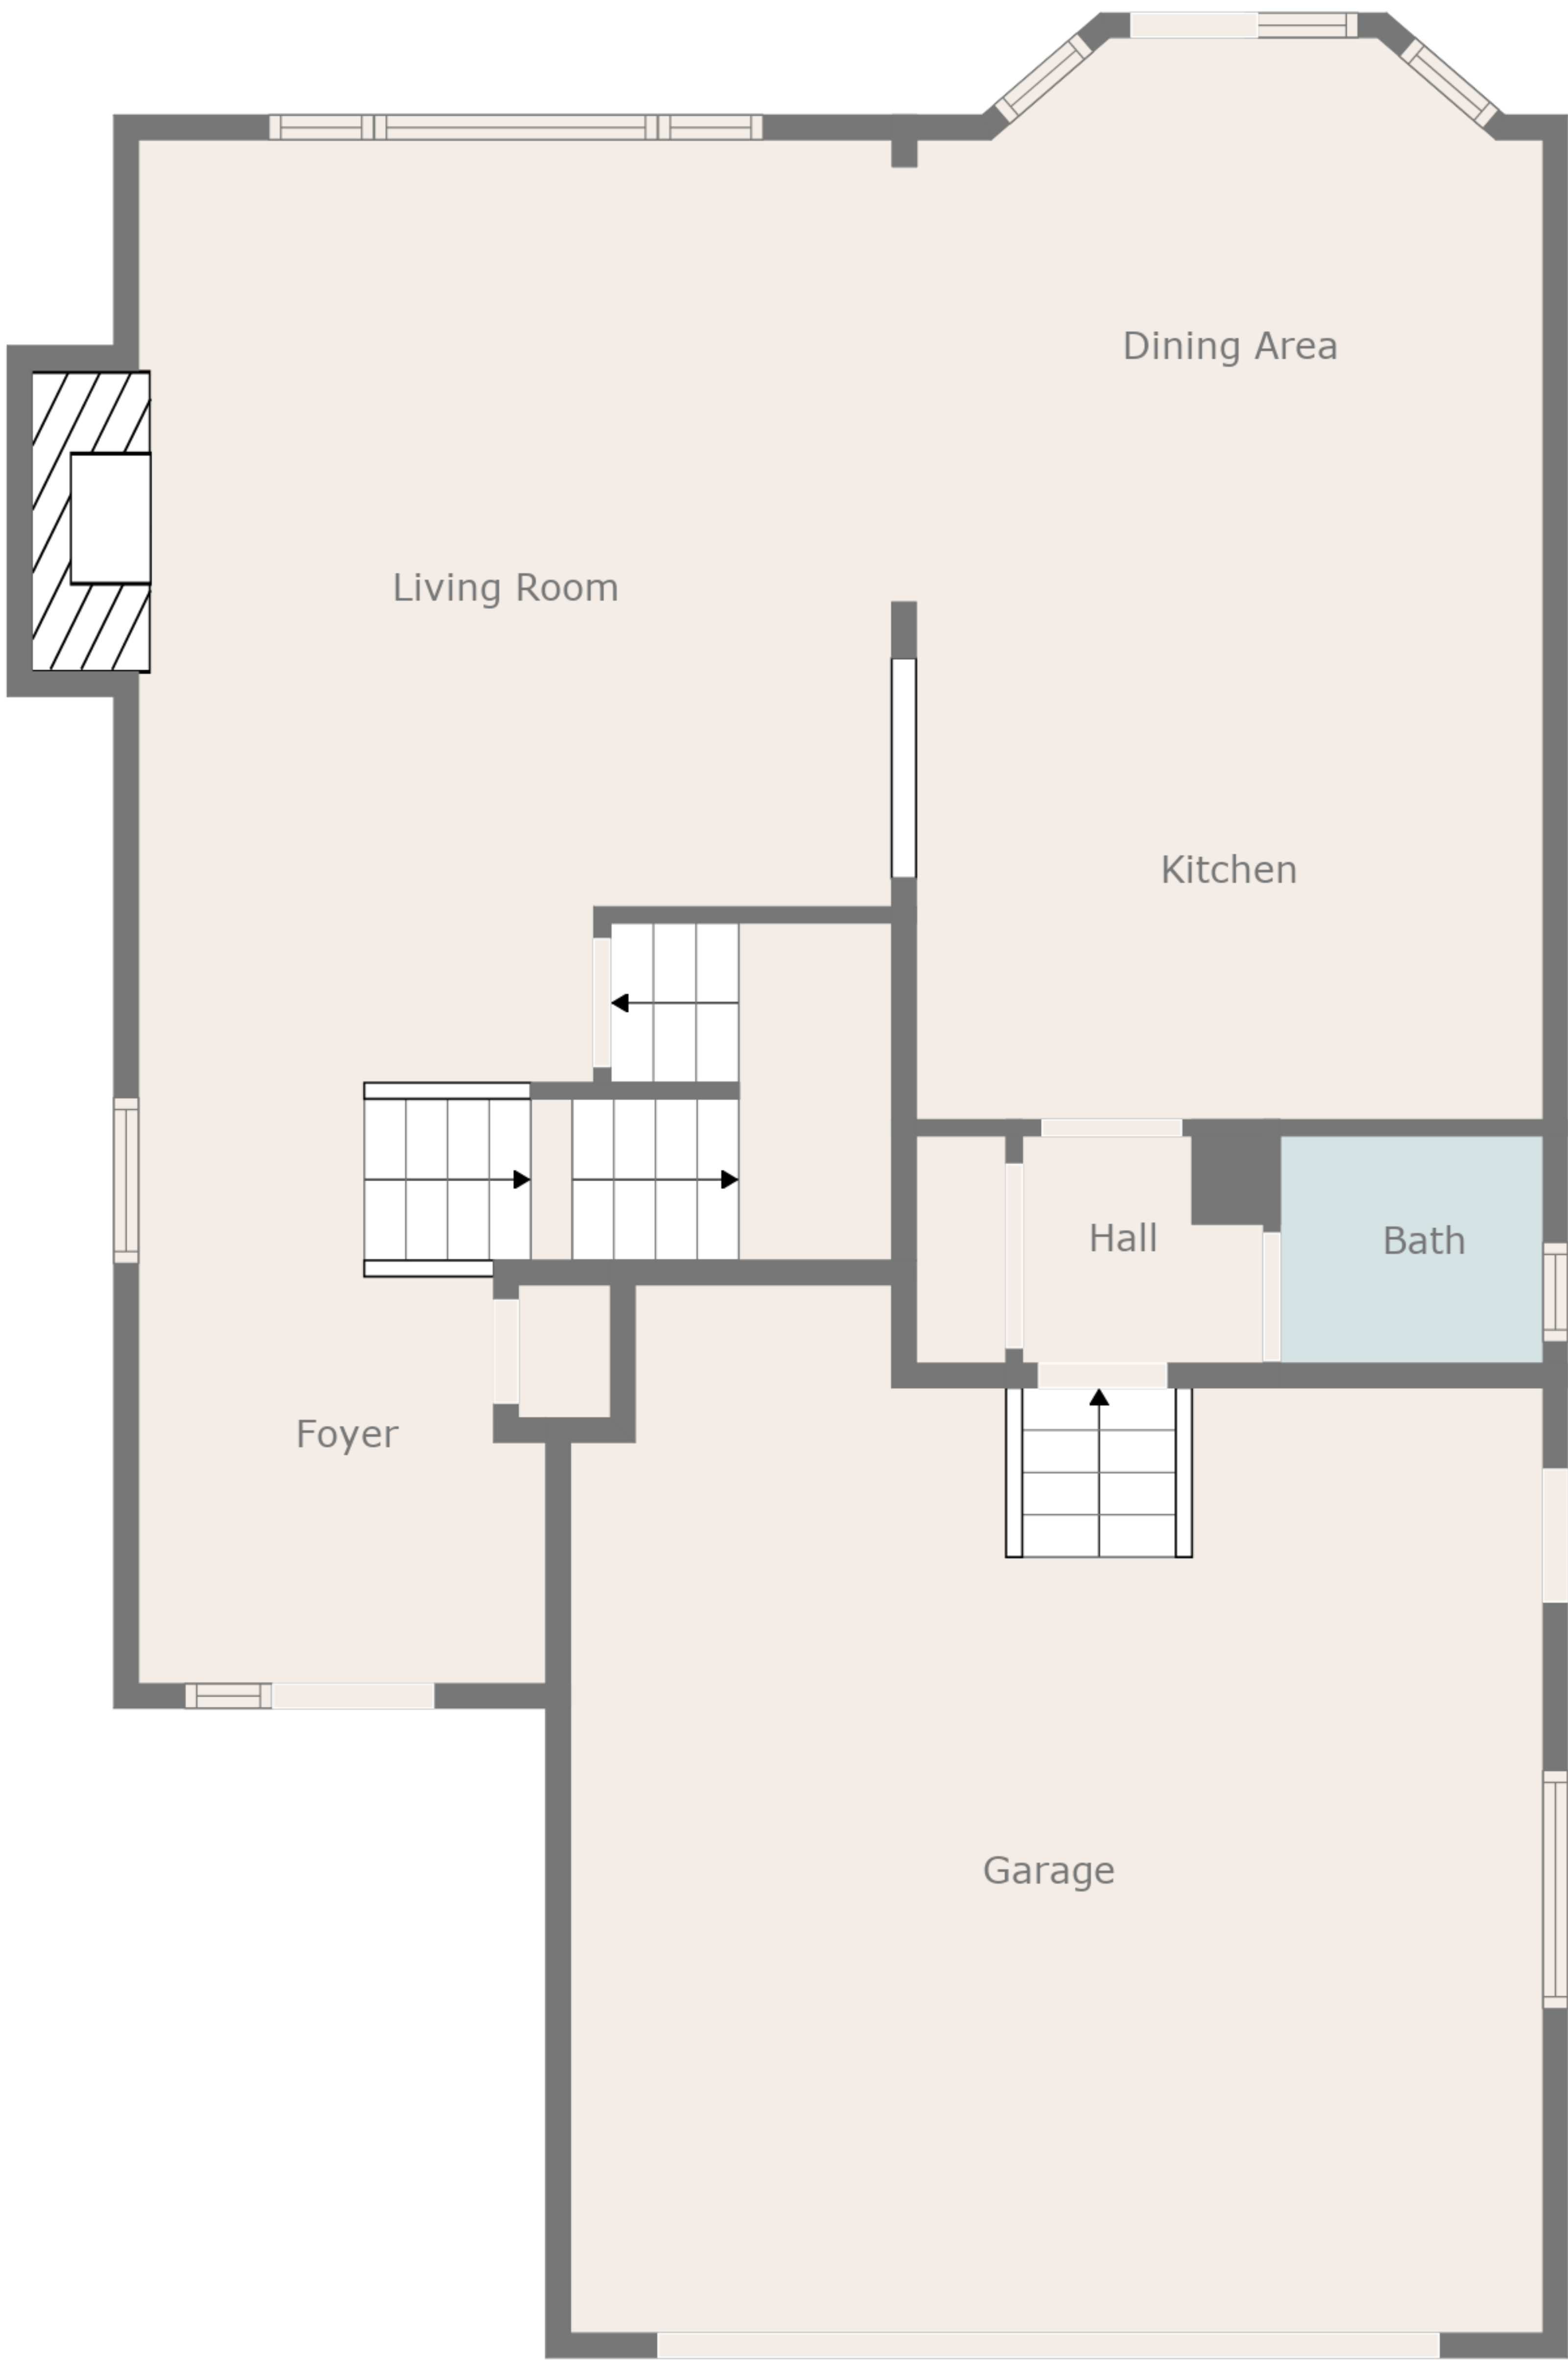 Dining Area
Living Room
Kitchen
Hall
Bath
Foyer
Garage